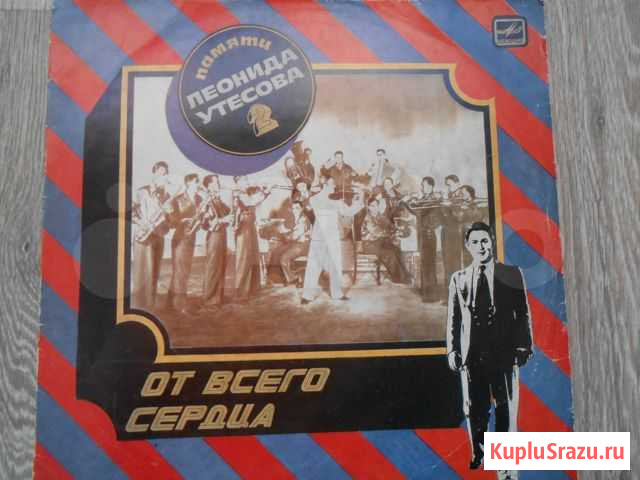 ПАМЯТИ
ЛЕОНИДА
УТЕСОВА
2
ОТ ВСЕГО
СЕРДЦА
KupluSrazu.ru